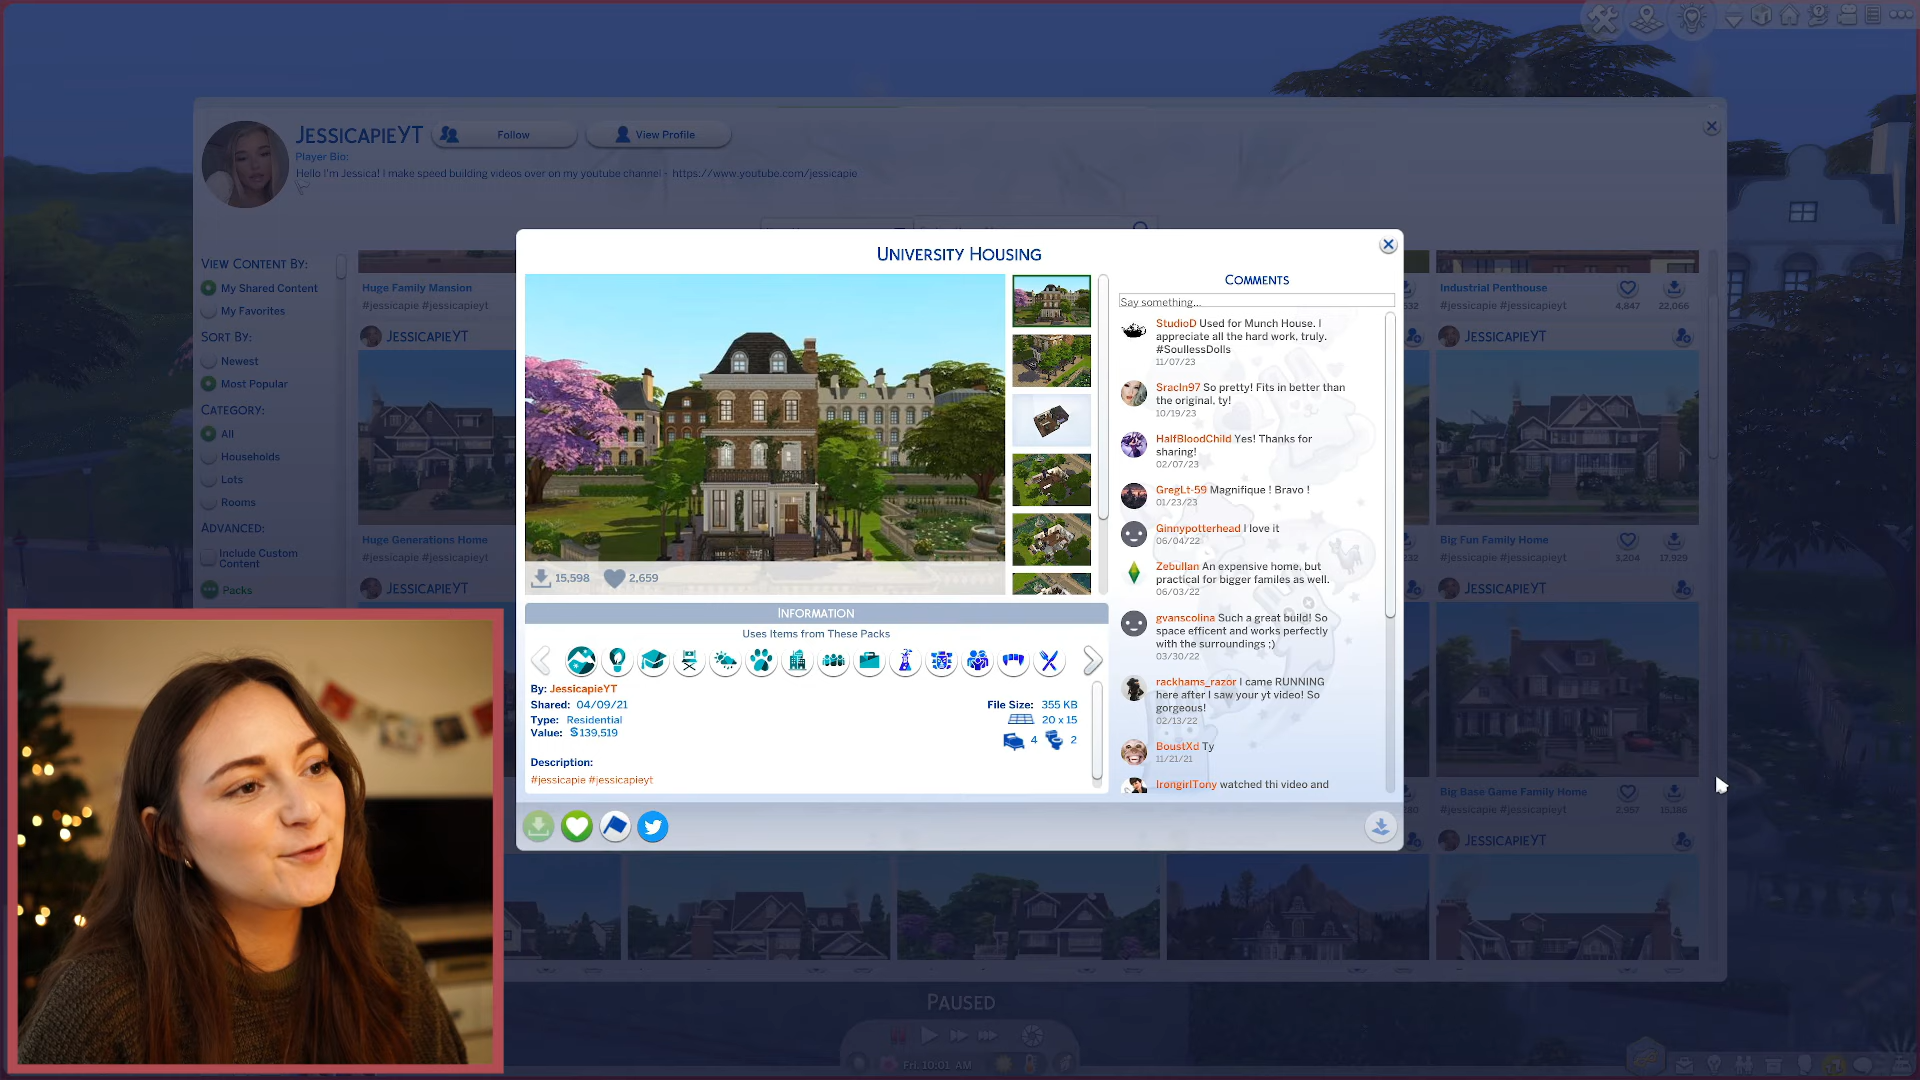 JESSICAPIEYT
Follow
View Profile
Player Bio:
Hello I'm Jessica! I make speed building videos over on my youtube channel - https://www.youtube.com/jessicapie
VIEW CONTENT BY:
My Shared Content
My Favorites
SORT BY:
Newest
Most Popular
CATEGORY:
All
Households
Lots
Rooms
ADVANCED:
Include Custom
Content
Packs
Huge Family Mansion
#jessicapie #jessicapieyt
JESSICAPIEYT
Huge Generations Home
#jessicapie #jessicapieyt
JESSICAPIEYT
UNIVERSITY HOUSING
15,598
2,659
INFORMATION
Uses Items from These Packs
By: JessicapieYT
Shared: 04/09/21
Type: Residential
Value: §139,519
File Size: 355 KB
20 x 15
4
2
Description:
#jessicapie #jessicapieyt
COMMENTS
Say something...
StudioD Used for Munch House. I
appreciate all the hard work, truly.
#SoullessDolls
11/07/23
SracIn97 So pretty! Fits in better than
the original, ty!
10/19/23
HalfBloodChild Yes! Thanks for
sharing!
02/07/23
GregLt-59 Magnifique ! Bravo !
01/23/23
Ginnypotterhead I love it
06/04/22
Zebullan An expensive home, but
practical for bigger familes as well.
06/03/22
gvanscolina Such a great build! So
space efficent and works perfectly
with the surroundings ;)
03/30/22
rackhams_razor I came RUNNING
here after I saw your yt video! So
gorgeous!
02/13/22
BoustXd Ty
11/21/21
IrongirlTony watched thi video and
Industrial Penthouse
#jessicapie #jessicapieyt
4,847
22,066
JESSICAPIEYT
Big Fun Family Home
#jessicapie #jessicapieyt
3,204
17,929
JESSICAPIEYT
Big Base Game Family Home
#jessicapie #jessicapieyt
2,957
15,186
JESSICAPIEYT
PAUSED
Fri. 10:01 AM